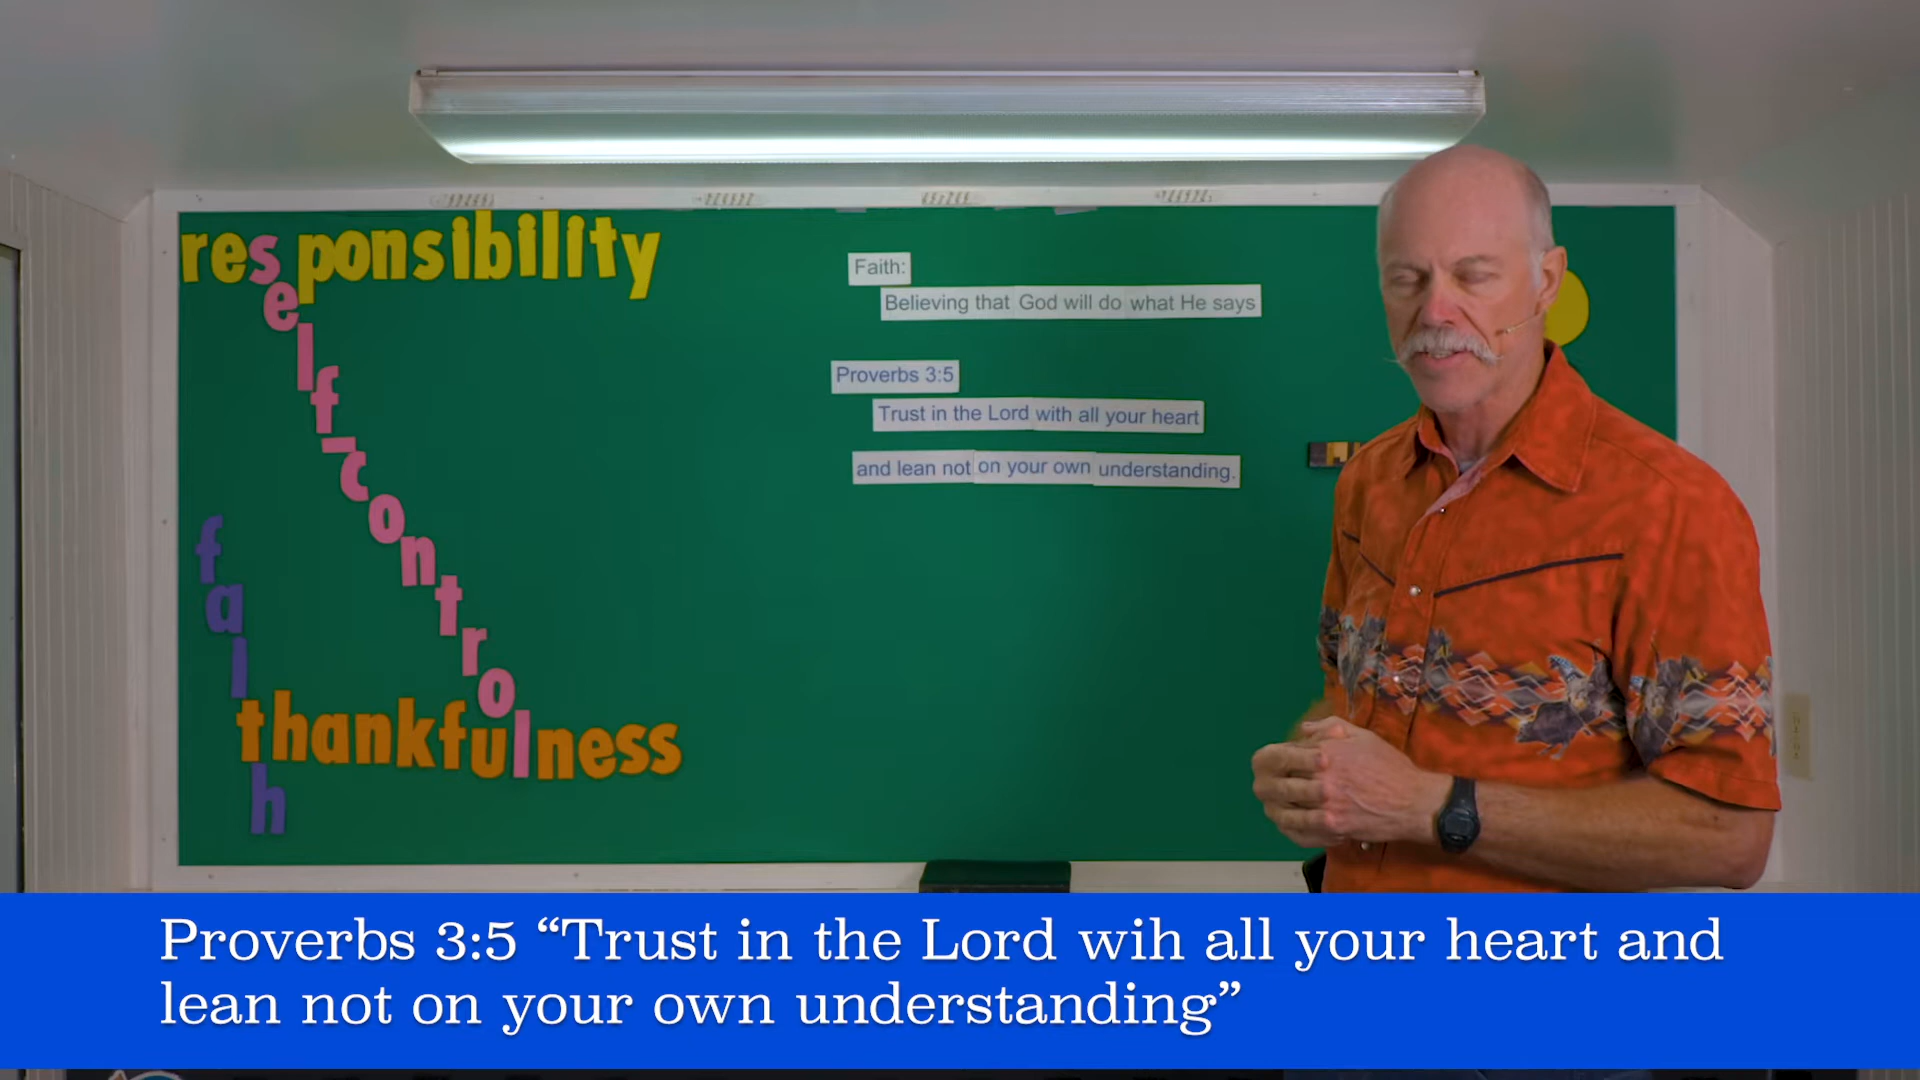 responsibility
self-control
faith
thankfulness
Faith:
Believing that God will do what He says
Proverbs 3:5
Trust in the Lord with all your heart
and lean not on your own understanding.
Proverbs 3:5 “Trust in the Lord wih all your heart and
lean not on your own understanding”